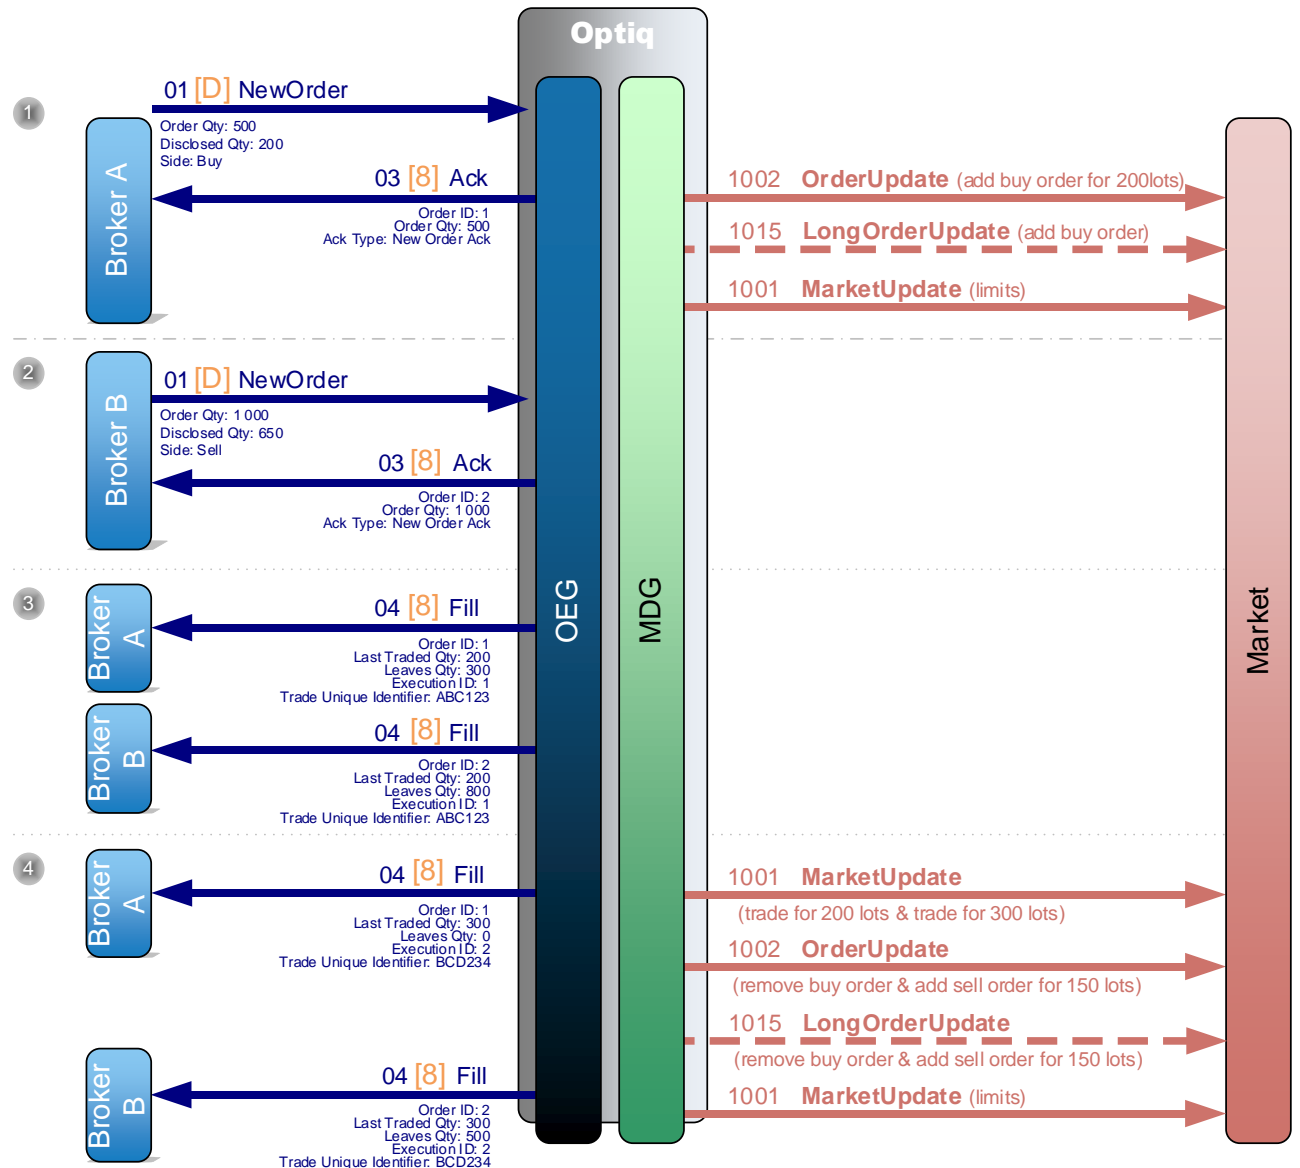 Optiq
1
01 [D] NewOrder
Order Qty: 500
Disclosed Qty: 200
Side: Buy
Broker A
03 [8] Ack
Order ID: 1
Order Qty: 500
Ack Type: New Order Ack
1002 OrderUpdate (add buy order for 200lots)
1015 LongOrderUpdate (add buy order)
1001 MarketUpdate (limits)
2
01 [D] NewOrder
Order Qty: 1 000
Disclosed Qty: 650
Side: Sell
Broker B
03 [8] Ack
Order ID: 2
Order Qty: 1 000
Ack Type: New Order Ack
OEG
MDG
Market
3
Broker
A
04 [8] Fill
Order ID: 1
Last Traded Qty: 200
Leaves Qty: 300
Execution ID: 1
Trade Unique Identifier: ABC123
Broker
B
04 [8] Fill
Order ID: 2
Last Traded Qty: 200
Leaves Qty: 800
Execution ID: 1
Trade Unique Identifier: ABC123
4
Broker
A
04 [8] Fill
Order ID: 1
Last Traded Qty: 300
Leaves Qty: 0
Execution ID: 2
Trade Unique Identifier: BCD234
1001 MarketUpdate
(trade for 200 lots & trade for 300 lots)
1002 OrderUpdate
(remove buy order & add sell order for 150 lots)
1015 LongOrderUpdate
(remove buy order & add sell order for 150 lots)
1001 MarketUpdate (limits)
Broker
B
04 [8] Fill
Order ID: 2
Last Traded Qty: 300
Leaves Qty: 500
Execution ID: 2
Trade Unique Identifier: BCD234